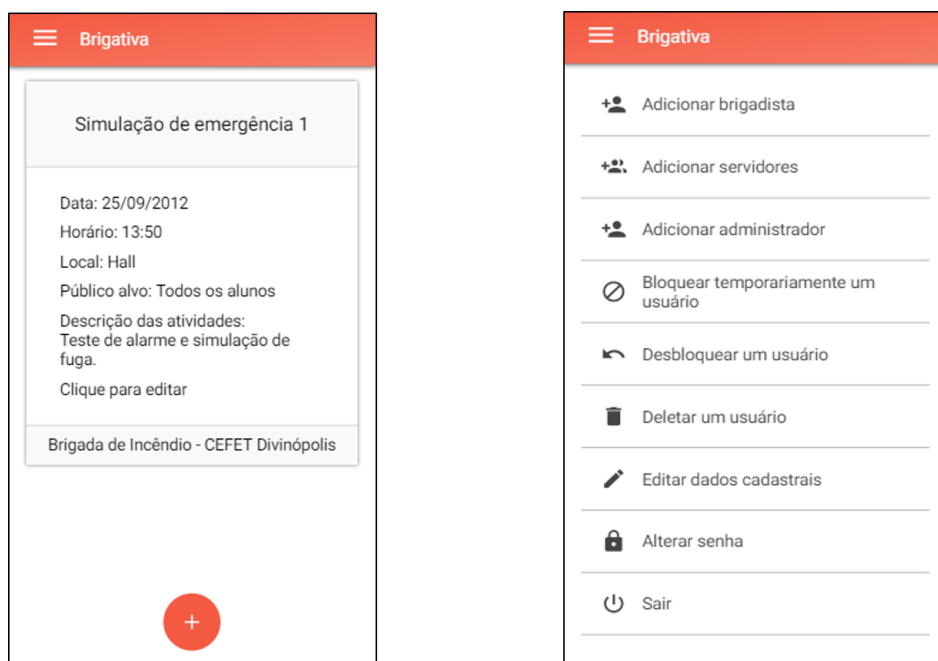 Brigativa
Simulação de emergência 1
Data: 25/09/2012
Horário: 13:50
Local: Hall
Público alvo: Todos os alunos
Descrição das atividades:
Teste de alarme e simulação de
fuga.
Clique para editar
Brigada de Incêndio - CEFET Divinópolis
+
Brigativa
Adicionar brigadista
Adicionar servidores
Adicionar administrador
Bloquear temporariamente um
usuário
Desbloquear um usuário
Deletar um usuário
Editar dados cadastrais
Alterar senha
Sair